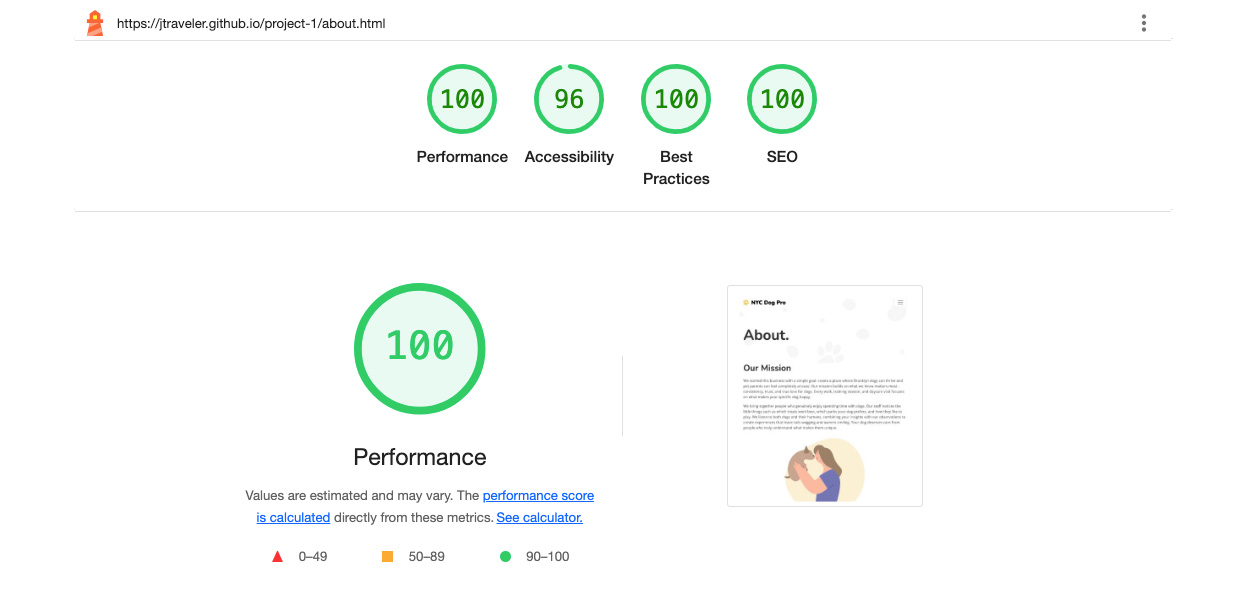 https://jtraveler.github.io/project-1/about.html
100
96
100
100
Performance
Accessibility
Best
Practices
SEO
100
Performance
Values are estimated and may vary. The performance score
is calculated directly from these metrics. See calculator.
0–49
50–89
90–100
NYC Dog Pro
About.
Our Mission